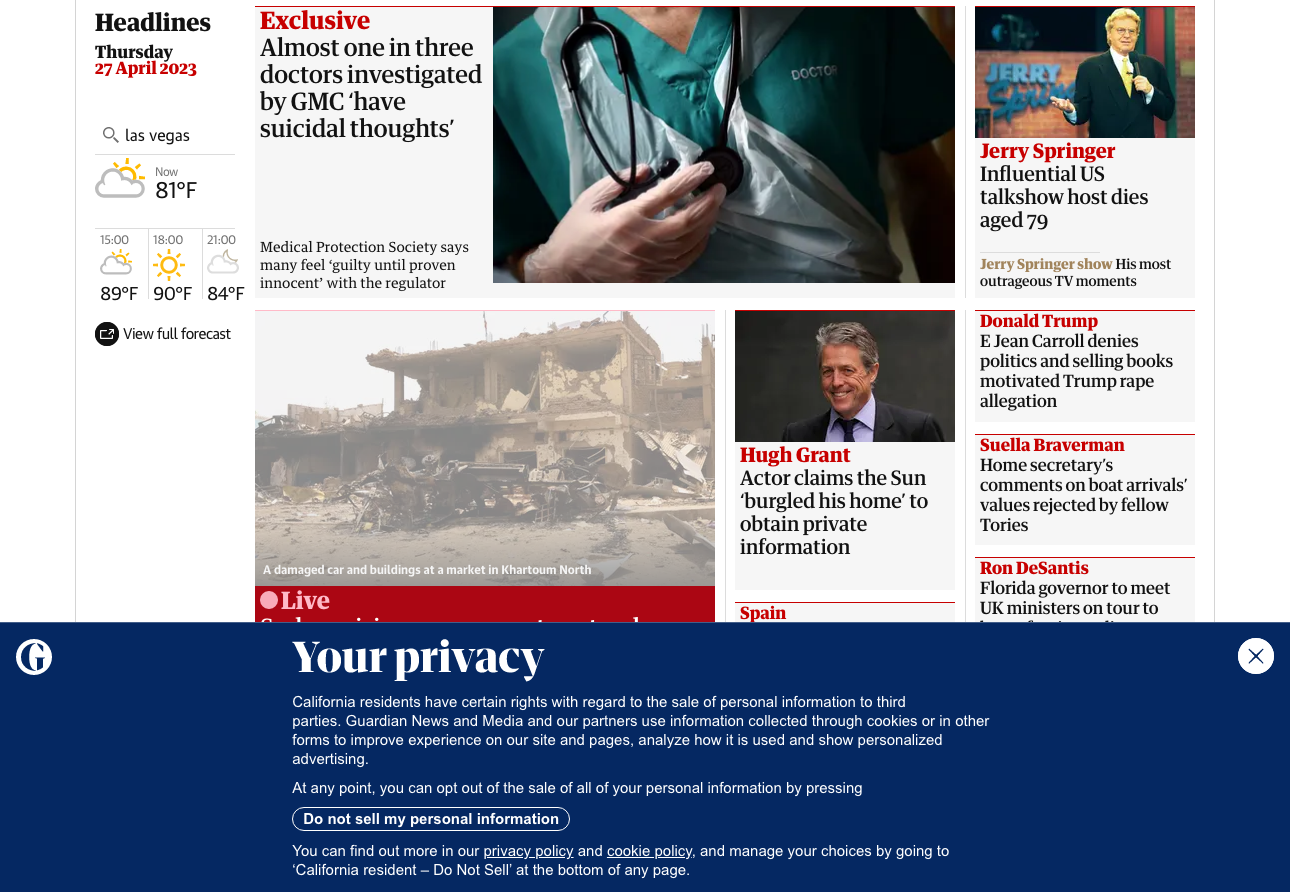 Headlines
Thursday
27 April 2023
las vegas
Now
81°F
15:00
18:00
21:00
89°F
90°F
84°F
View full forecast
Exclusive
Almost one in three
doctors investigated
by GMC ‘have
suicidal thoughts’
Medical Protection Society says
many feel ‘guilty until proven
innocent’ with the regulator
DOCTOR
JERRY
Springer
Jerry Springer
Influential US
talkshow host dies
aged 79
Jerry Springer show His most
outrageous TV moments
A damaged car and buildings at a market in Khartoum North
Live
Hugh Grant
Actor claims the Sun
‘burgled his home’ to
obtain private
information
Spain
Donald Trump
E Jean Carroll denies
politics and selling books
motivated Trump rape
allegation
Suella Braverman
Home secretary’s
comments on boat arrivals’
values rejected by fellow
Tories
Ron DeSantis
Florida governor to meet
UK ministers on tour to
G
Your privacy
California residents have certain rights with regard to the sale of personal information to third
parties. Guardian News and Media and our partners use information collected through cookies or in other
forms to improve experience on our site and pages, analyze how it is used and show personalized
advertising.
At any point, you can opt out of the sale of all of your personal information by pressing
Do not sell my personal information
You can find out more in our privacy policy and cookie policy, and manage your choices by going to
‘California resident – Do Not Sell’ at the bottom of any page.